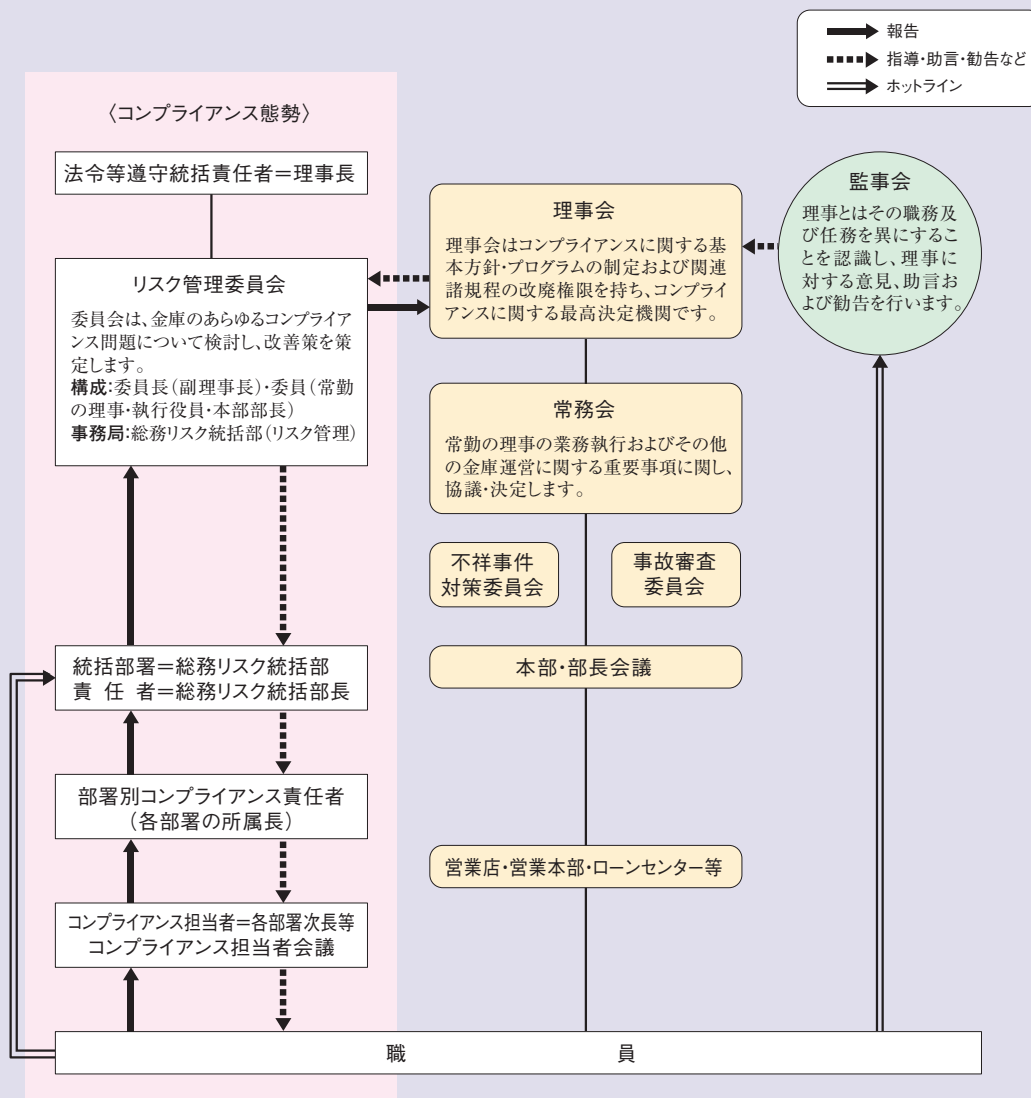 報告
指導・助言・勧告など
ホットライン
〈コンプライアンス態勢〉
法令等遵守統括責任者＝理事長
リスク管理委員会
委員会は、金庫のあらゆるコンプライア
ンス問題について検討し、改善策を策
定します。
構成：委員長（副理事長）・委員（常勤
の理事・執行役員・本部部長）
事務局：総務リスク統括部（リスク管理）
統括部署＝総務リスク統括部
責 任 者＝総務リスク統括部長
部署別コンプライアンス責任者
（各部署の所属長）
コンプライアンス担当者＝各部署次長等
コンプライアンス担当者会議
理事会
理事会はコンプライアンスに関する基
本方針・プログラムの制定および関連
諸規程の改廃権限を持ち、コンプライ
アンスに関する最高決定機関です。
常務会
常勤の理事の業務執行およびその他
の金庫運営に関する重要事項に関し、
協議・決定します。
不祥事件
対策委員会
事故審査
委員会
本部・部長会議
営業店・営業本部・ローンセンター等
監事会
理事とはその職務及
び任務を異にするこ
とを認識し、理事に
対する意見、助言お
よび勧告を行います。
職 員